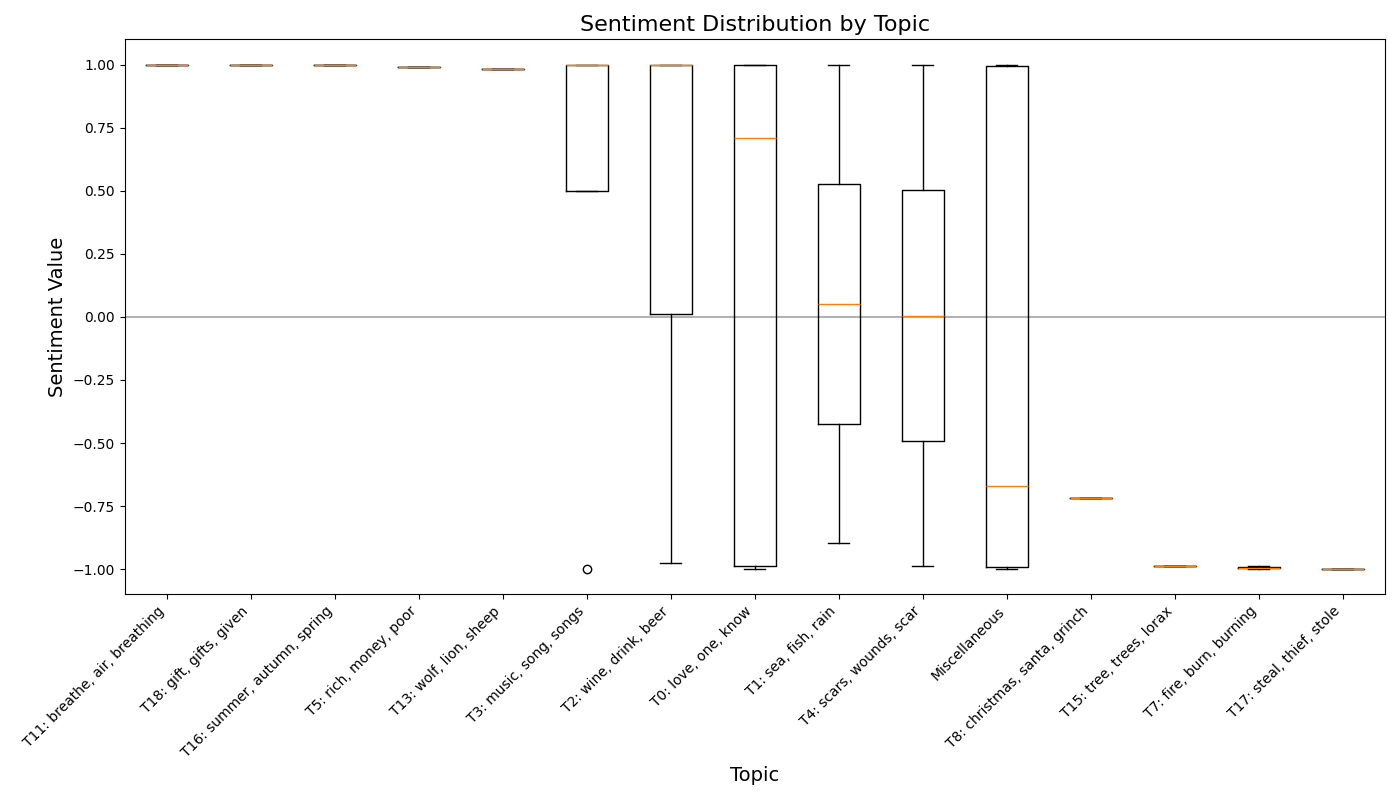 Sentiment Distribution by Topic
Sentiment Value
1.00
0.75
0.50
0.25
0.00
−0.25
−0.50
−0.75
−1.00
T11: breathe, air, breathing
T18: gift, gifts, given
T16: summer, autumn, spring
T5: rich, money, poor
T13: wolf, lion, sheep
T3: music, song, songs
T2: wine, drink, beer
T0: love, one, know
T1: sea, fish, rain
T4: scars, wounds, scar
Miscellaneous
T8: christmas, santa, grinch
T15: tree, trees, lorax
T7: fire, burn, burning
T17: steal, thief, stole
Topic